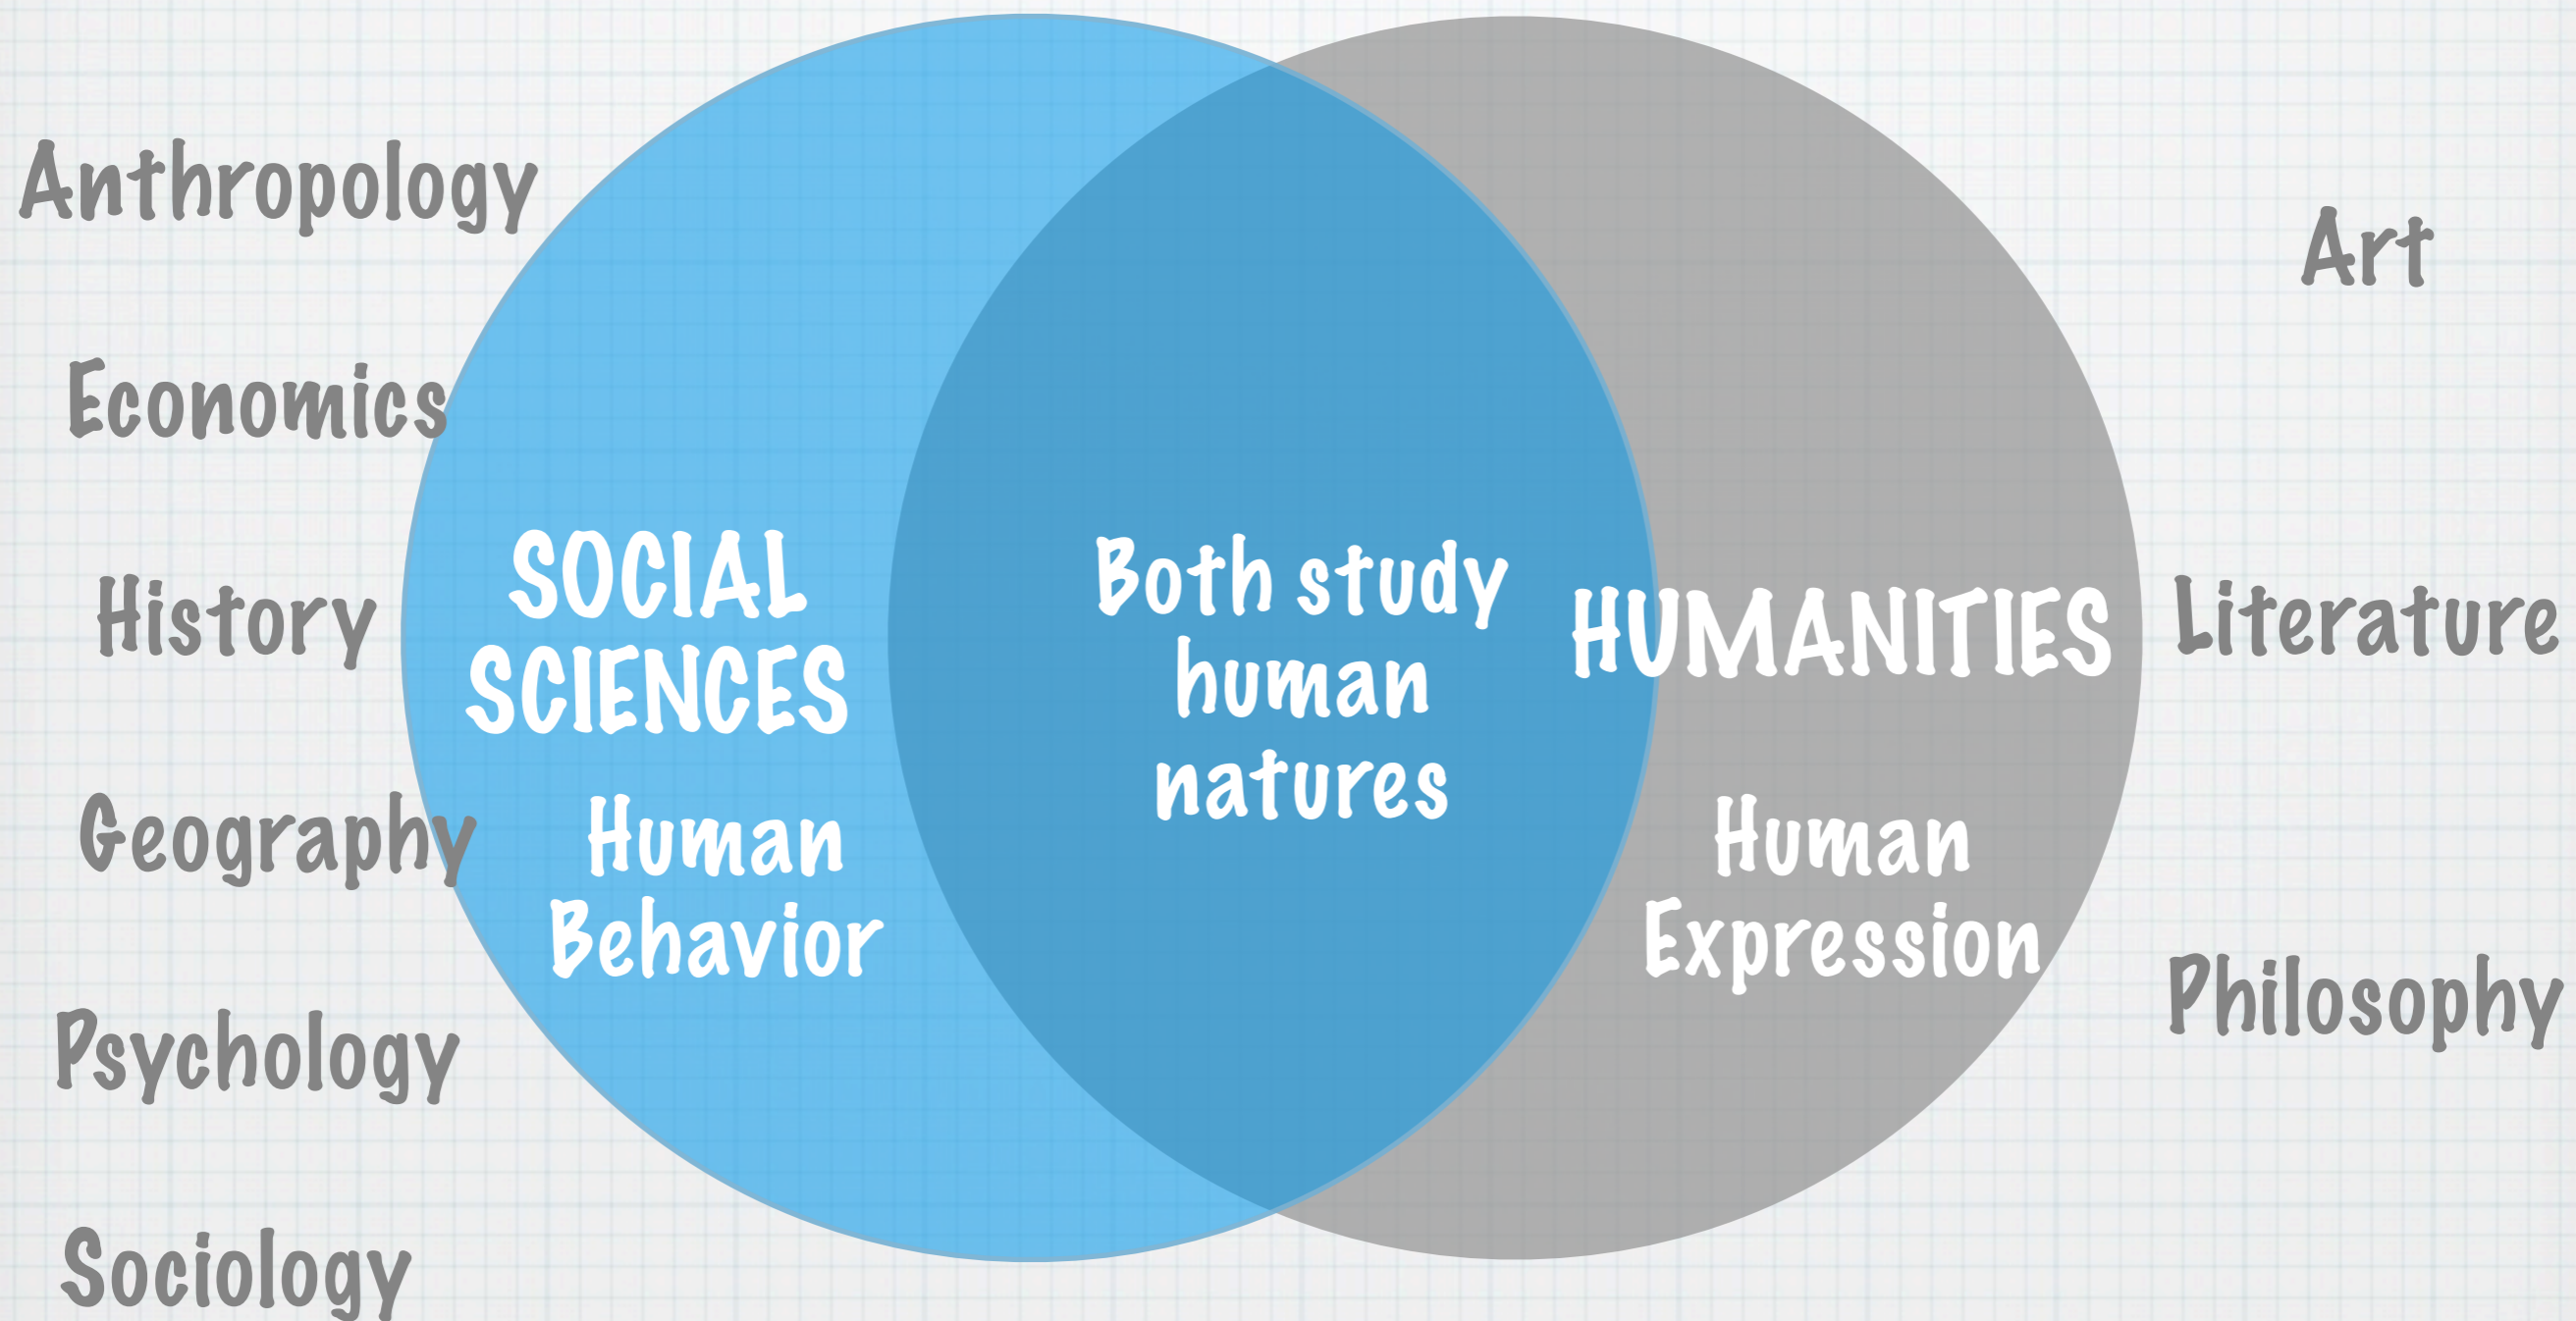 Anthropology
Economics
History
Geography
Psychology
Sociology
SOCIAL
SCIENCES
Human
Behavior
Both study
human
natures
HUMANITIES
Human
Expression
Art
Literature
Philosophy